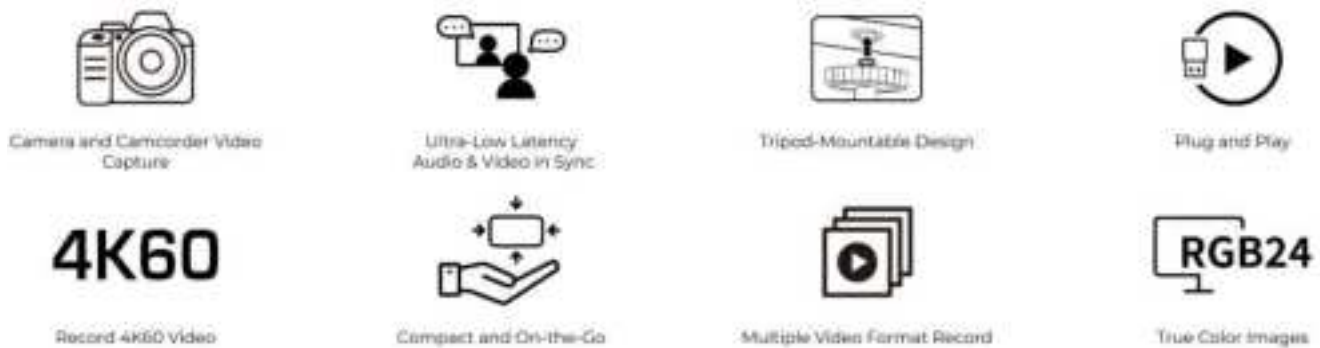 Camera and Camcorder Video
Capture
Ultra-Low Latency
Audio & Video in Sync
Tripod-Mountable Design
Plug and Play
4K60
RGB24
Record 4K60 Video
Compact and On-the-Go
Multiple Video Format Record
True Color Images